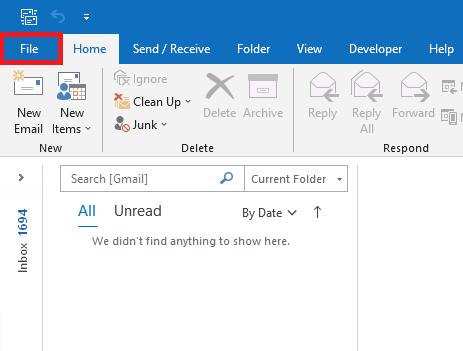 File Home Send / Receive Folder View Developer Help
New Email
New Items
Ignore
Clean Up
Junk
Delete
Archive
Reply
Reply All
Forward
New
Delete
Respond
Search [Gmail]
Current Folder
All Unread By Date
We didn't find anything to show here.
Inbox 1694